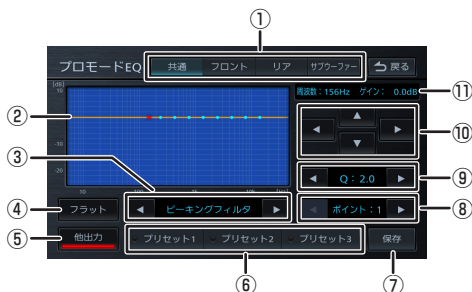 ①
プロモードEQ 共通 フロント リア サブウーファー 戻る
[dB]
周波数：156Hz ゲイン： 0.0dB
⑪
10
②
-10
⑩
③
-20
10 100 1k 10k [Hz]
Q：2.0
⑨
④
フラット
ピーキングフィルタ
ポイント：1
⑧
⑤
他出力
プリセット1 プリセット2 プリセット3
保存
⑥
⑦